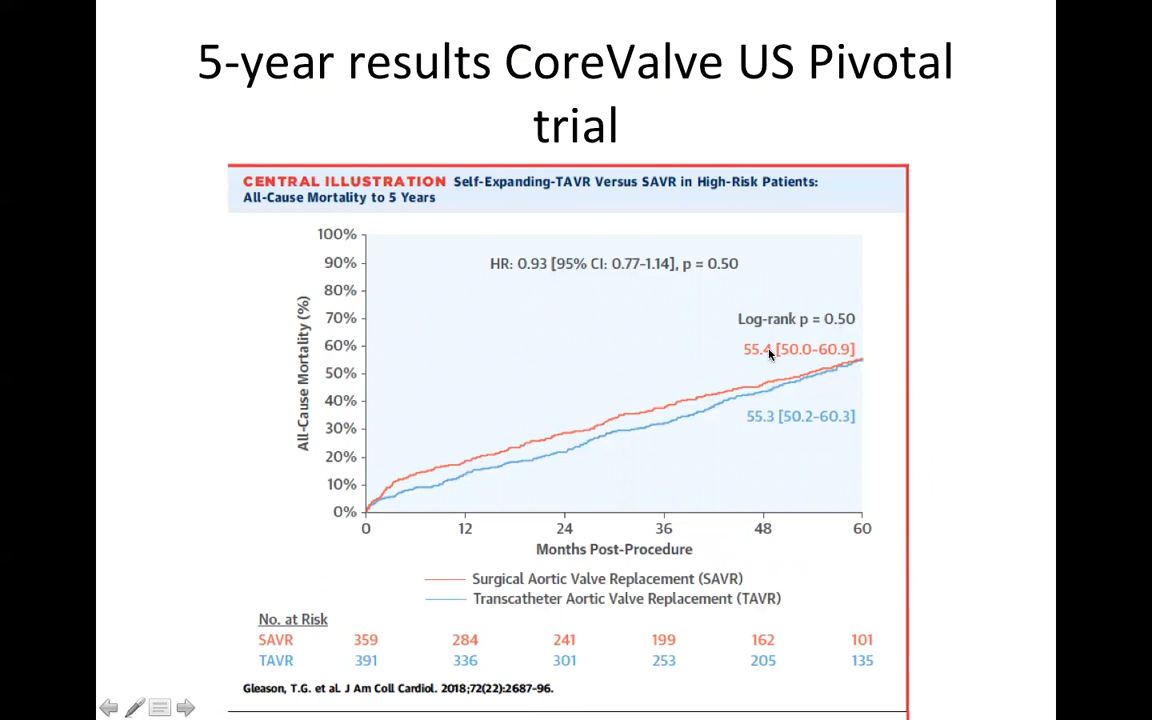 5-year results CoreValve US Pivotal
trial
CENTRAL ILLUSTRATION Self-Expanding-TAVR Versus SAVR in High-Risk Patients:
All-Cause Mortality to 5 Years
100%
90%
80%
70%
60%
50%
40%
30%
20%
10%
0%
All-Cause Mortality (%)
HR: 0.93 [95% CI: 0.77–1.14], p = 0.50
Log-rank p = 0.50
55.4 [50.0–60.9]
55.3 [50.2–60.3]
0 12 24 36 48 60
Months Post-Procedure
Surgical Aortic Valve Replacement (SAVR)
Transcatheter Aortic Valve Replacement (TAVR)
No. at Risk
SAVR 359 284 241 199 162 101
TAVR 391 336 301 253 205 135
Gleason, T.G. et al. J Am Coll Cardiol. 2018;72(22):2687–96.